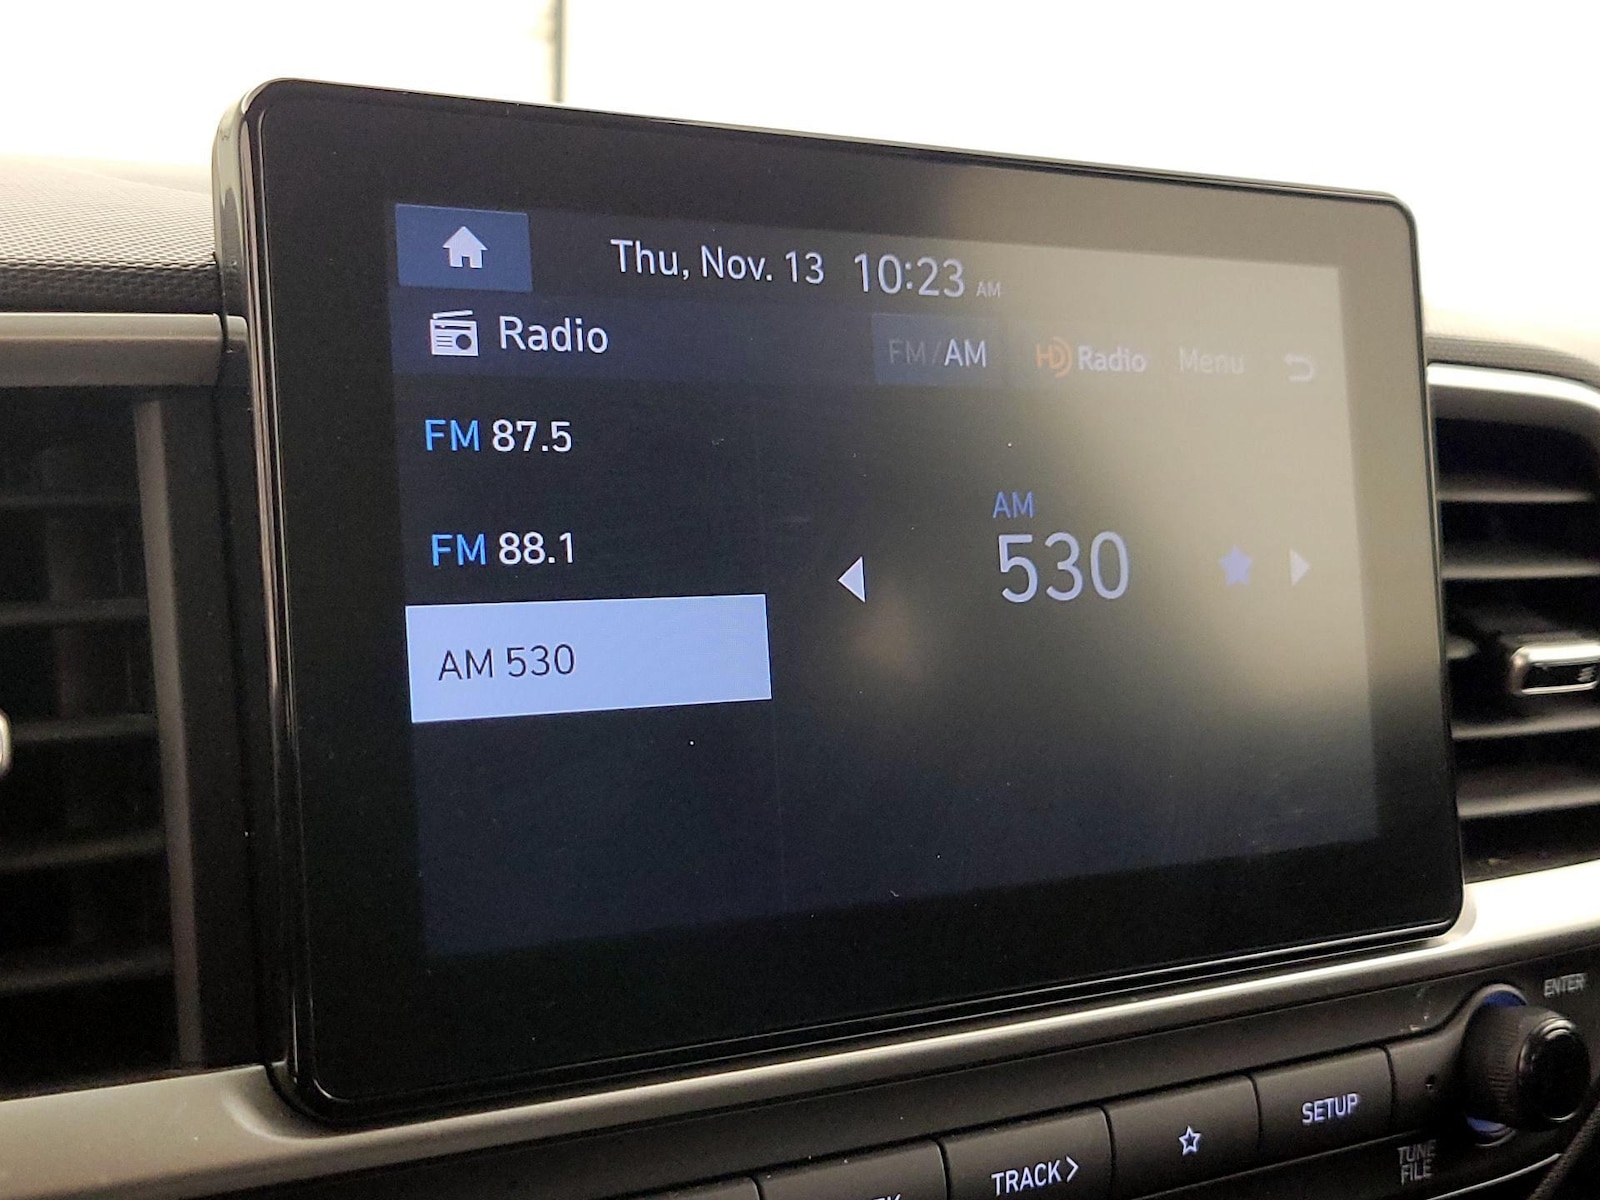 Thu, Nov. 13 10:23 AM
Radio
FM/AM HD Radio Menu
FM 87.5
FM 88.1
AM 530
AM
530
ENTER
SETUP
TRACK
TUNE
FILE